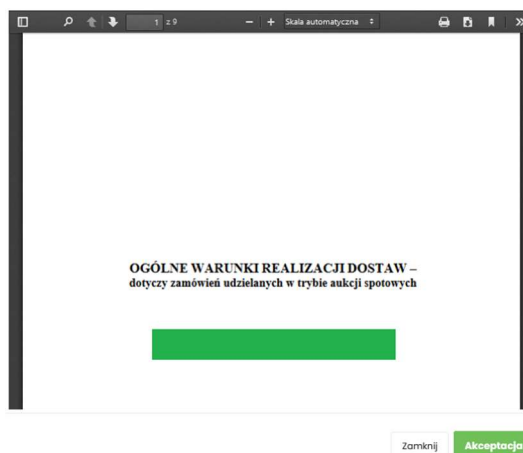 1 z 9 — + Skala automatyczna
OGÓLNE WARUNKI REALIZACJI DOSTAW –
dotyczy zamówień udzielanych w trybie aukcji spotowych
Zamknij Akceptacja